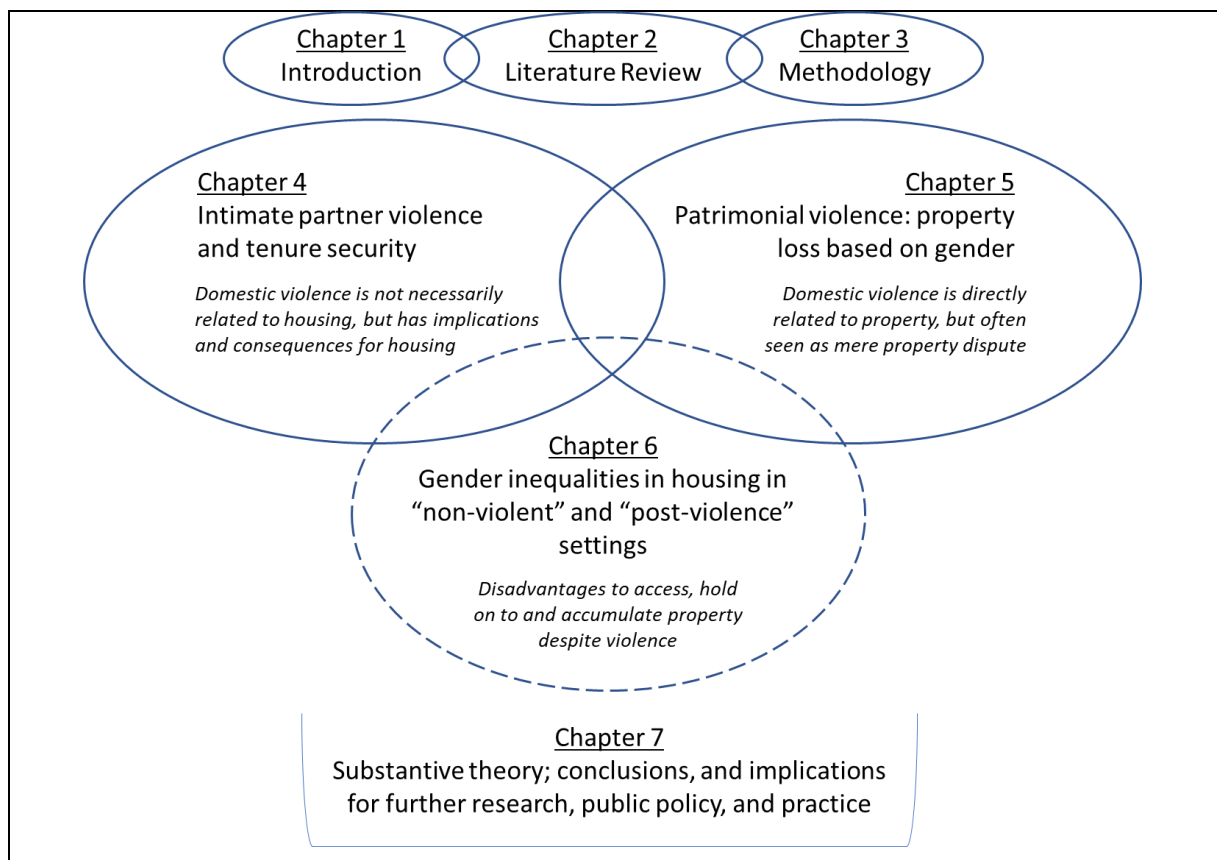 Chapter 1
Introduction
Chapter 2
Literature Review
Chapter 3
Methodology
Chapter 4
Intimate partner violence
and tenure security
Domestic violence is not necessarily
related to housing, but has implications
and consequences for housing
Chapter 5
Patrimonial violence: property
loss based on gender
Domestic violence is directly
related to property, but often
seen as mere property dispute
Chapter 6
Gender inequalities in housing in
“non-violent” and “post-violence”
settings
Disadvantages to access, hold
on to and accumulate property
despite violence
Chapter 7
Substantive theory; conclusions, and implications
for further research, public policy, and practice